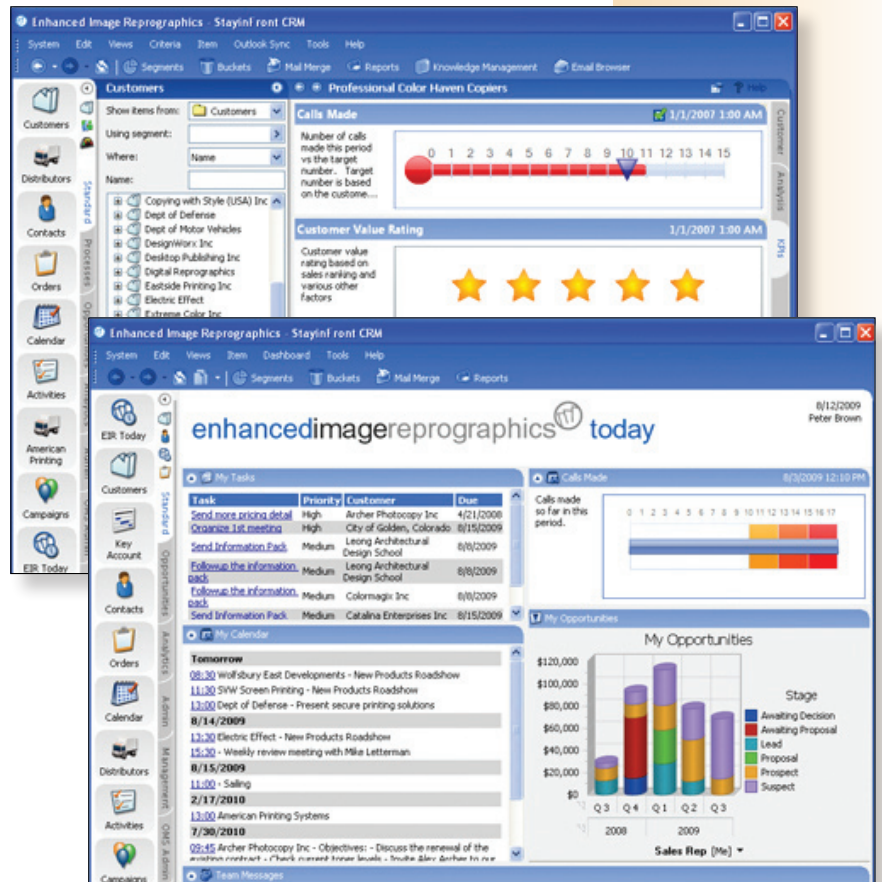 Enhanced Image Reprographics - StayinFront CRM
System Edit Views Criteria Item Outlook Sync Tools Help
Segments Buckets Mail Merge Reports Knowledge Management Email Browser
Customers
Distributors
Contacts
Orders
Calendar
Activities
American
Printing
Campaigns
EIR Today
Standard
Processes
Customers
Show items from: Customers
Using segment:
Where: Name
Name:
Copying with Style (USA) Inc
Dept of Defense
Dept of Motor Vehicles
DesignWorx Inc
Desktop Publishing Inc
Digital Reprographics
Eastside Printing Inc
Electric Effect
Extreme Color Inc
Professional Color Haven Copiers
Help
Calls Made 1/1/2007 1:00 AM
Number of calls
made this period
vs the target
number. Target
number is based
on the custome....
0 1 2 3 4 5 6 7 8 9 10 11 12 13 14 15
Customer Value Rating 1/1/2007 1:00 AM
Customer value
rating based on
sales ranking and
various other
factors
Customer
Analysis
KPIs
Enhanced Image Reprographics - StayinFront CRM
System Edit Views Item Dashboard Tools Help
Segments Buckets Mail Merge Reports
EIR Today
Customers
Key
Account
Contacts
Orders
Calendar
Distributors
Activities
Campaigns
Standard
Opportunities
Analytics
Admin
Management
OMS Admin
enhancedimagereprographics today
8/12/2009
Peter Brown
My Tasks
Task Priority Customer Due
Send more pricing detail High Archer Photocopy Inc 4/21/2008
Organize 1st meeting High City of Golden, Colorado 8/15/2009
Send Information Pack Medium Leong Architectural Design School 8/8/2009
Followup the information pack Medium Leong Architectural Design School 8/8/2009
Followup the information pack Medium Colormagix Inc 8/8/2009
Send Information Pack Medium Catalina Enterprises Inc 8/15/2009
My Calendar
Tomorrow
08:30 Wolfsbury East Developments - New Products Roadshow
11:30 SVW Screen Printing - New Products Roadshow
13:00 Dept of Defense - Present secure printing solutions
8/14/2009
13:30 Electric Effect - New Products Roadshow
15:30 - Weekly review meeting with Mike Letterman
8/15/2009
11:00 - Sailing
2/17/2010
13:00 American Printing Systems
7/30/2010
09:45 Archer Photocopy Inc - Objectives: - Discuss the renewal of the
existing contract - Check current toner levels - Invite Alex Archer to our
Team Messages
Calls Made 8/3/2009 12:10 PM
Calls made
so far in this
period.
0 1 2 3 4 5 6 7 8 9 10 11 12 13 14 15 16 17
My Opportunities
My Opportunities
$120,000
$100,000
$80,000
$60,000
$40,000
$20,000
$0
Q 3 Q 4 Q 1 Q 2 Q 3
2008 2009
Sales Rep (Me)
Stage
Awaiting Decision
Awaiting Proposal
Lead
Proposal
Prospect
Suspect